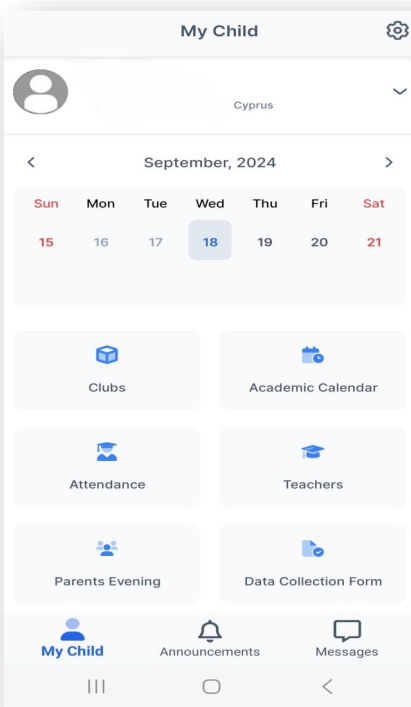 My Child
Cyprus
September, 2024
Sun Mon Tue Wed Thu Fri Sat
15 16 17 18 19 20 21
Clubs Academic Calendar
Attendance Teachers
Parents Evening Data Collection Form
My Child Announcements Messages